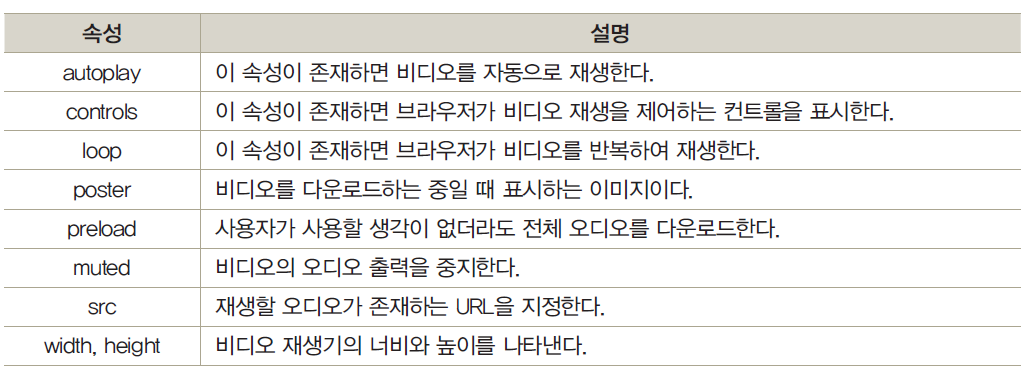 속성 설명
autoplay 이 속성이 존재하면 비디오를 자동으로 재생한다.
controls 이 속성이 존재하면 브라우저가 비디오 재생을 제어하는 컨트롤을 표시한다.
loop 이 속성이 존재하면 브라우저가 비디오를 반복하여 재생한다.
poster 비디오를 다운로드하는 중일 때 표시하는 이미지이다.
preload 사용자가 사용할 생각이 없더라도 전체 오디오를 다운로드한다.
muted 비디오의 오디오 출력을 중지한다.
src 재생할 오디오가 존재하는 URL을 지정한다.
width, height 비디오 재생기의 너비와 높이를 나타낸다.